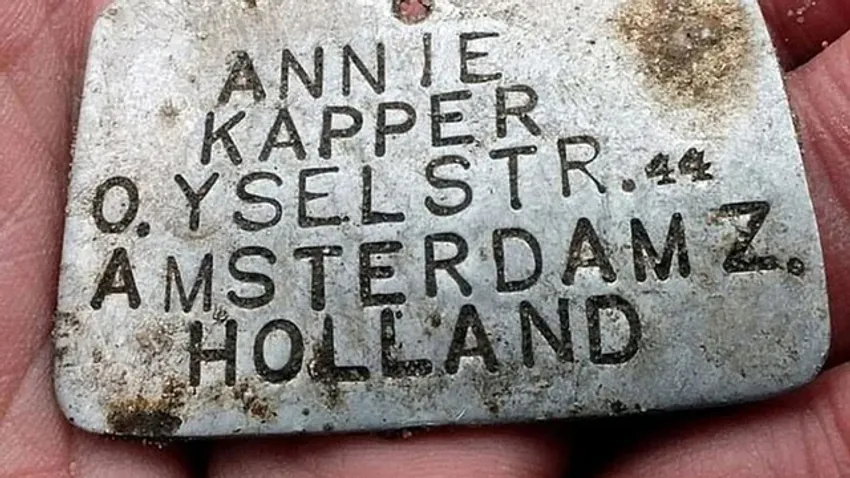 ANNIE
KAPPER
O. YSELSTR. 44
AMSTERDAM Z.
HOLLAND